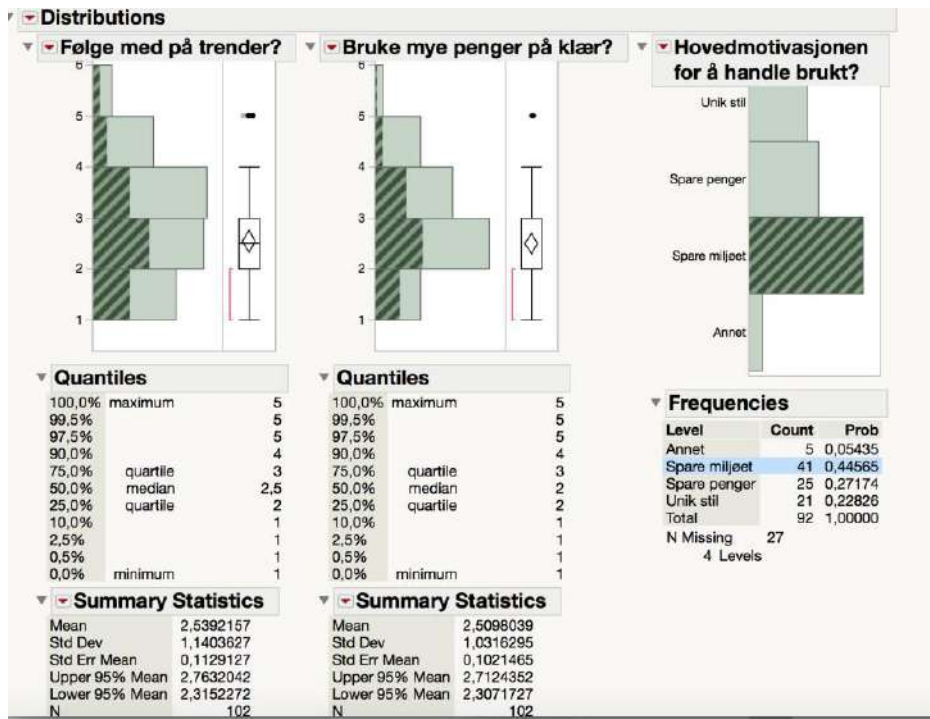 Distributions
Følge med på trender?
6
5
4
3
2
1
Quantiles
100,0% maximum 5
99,5% 5
97,5% 5
90,0% 4
75,0% quartile 3
50,0% median 2,5
25,0% quartile 2
10,0% 1
2,5% 1
0,5% 1
0,0% minimum 1
Summary Statistics
Mean 2,5392157
Std Dev 1,1403627
Std Err Mean 0,1129127
Upper 95% Mean 2,7632042
Lower 95% Mean 2,3152272
N 102
Bruke mye penger på klær?
6
5
4
3
2
1
Quantiles
100,0% maximum 5
99,5% 5
97,5% 5
90,0% 4
75,0% quartile 3
50,0% median 2
25,0% quartile 2
10,0% 1
2,5% 1
0,5% 1
0,0% minimum 1
Summary Statistics
Mean 2,5098039
Std Dev 1,0316295
Std Err Mean 0,1021465
Upper 95% Mean 2,7124352
Lower 95% Mean 2,3071727
N 102
Hovedmotivasjonen
for å handle brukt?
Unik stil
Spare penger
Spare miljøet
Annet
Frequencies
Level Count Prob
Annet 5 0,05435
Spare miljøet 41 0,44565
Spare penger 25 0,27174
Unik stil 21 0,22826
Total 92 1,00000
N Missing 27
4 Levels